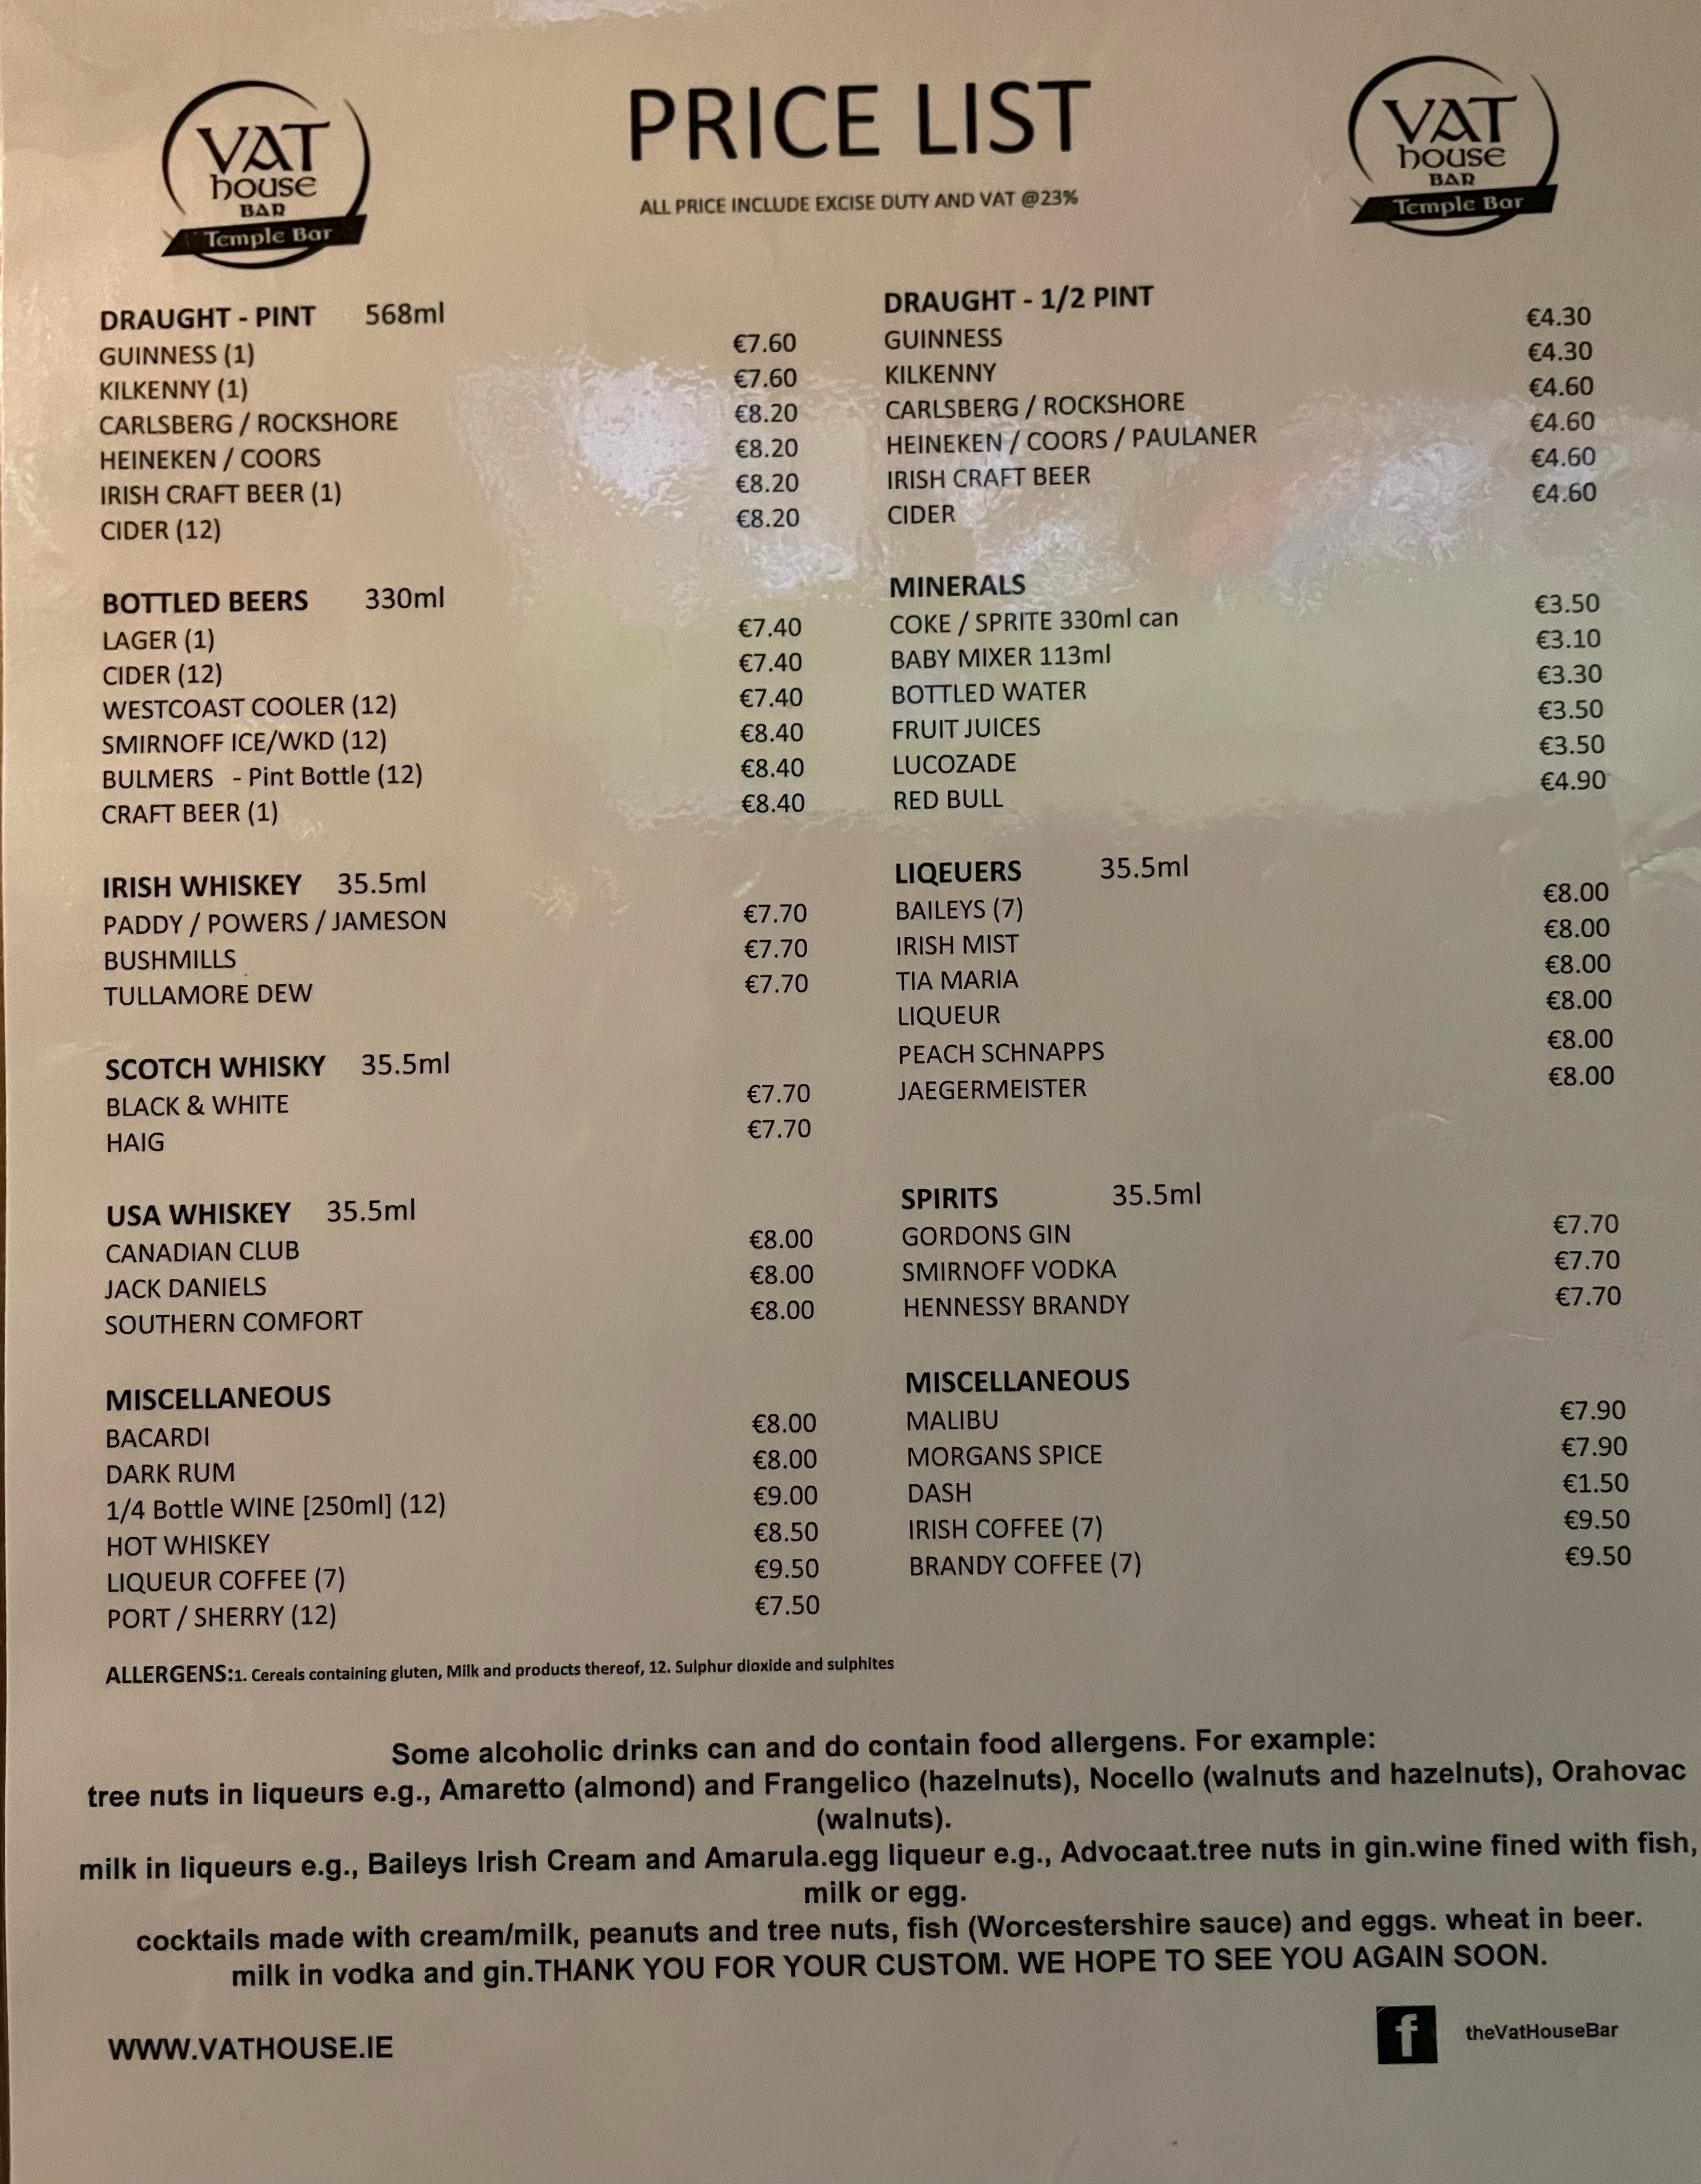 VAT
house
BAR
Temple Bar
PRICE LIST
ALL PRICE INCLUDE EXCISE DUTY AND VAT @23%
VAT
house
BAR
Temple Bar
DRAUGHT - PINT 568ml
GUINNESS (1) €7.60
KILKENNY (1) €7.60
CARLSBERG / ROCKSHORE €8.20
HEINEKEN / COORS €8.20
IRISH CRAFT BEER (1) €8.20
CIDER (12) €8.20
BOTTLED BEERS 330ml
LAGER (1) €7.40
CIDER (12) €7.40
WESTCOAST COOLER (12) €7.40
SMIRNOFF ICE/WKD (12) €8.40
BULMERS - Pint Bottle (12) €8.40
CRAFT BEER (1) €8.40
IRISH WHISKEY 35.5ml
PADDY / POWERS / JAMESON €7.70
BUSHMILLS €7.70
TULLAMORE DEW €7.70
SCOTCH WHISKY 35.5ml
BLACK & WHITE €7.70
HAIG €7.70
USA WHISKEY 35.5ml
CANADIAN CLUB €8.00
JACK DANIELS €8.00
SOUTHERN COMFORT €8.00
MISCELLANEOUS
BACARDI €8.00
DARK RUM €8.00
1/4 Bottle WINE [250ml] (12) €9.00
HOT WHISKEY €8.50
LIQUEUR COFFEE (7) €9.50
PORT / SHERRY (12) €7.50
DRAUGHT - 1/2 PINT
GUINNESS €4.30
KILKENNY €4.30
CARLSBERG / ROCKSHORE €4.60
HEINEKEN / COORS / PAULANER €4.60
IRISH CRAFT BEER €4.60
CIDER €4.60
MINERALS
COKE / SPRITE 330ml can €3.50
BABY MIXER 113ml €3.10
BOTTLED WATER €3.30
FRUIT JUICES €3.50
LUCOZADE €3.50
RED BULL €4.90
LIQEUERS 35.5ml
BAILEYS (7) €8.00
IRISH MIST €8.00
TIA MARIA €8.00
LIQUEUR €8.00
PEACH SCHNAPPS €8.00
JAEGERMEISTER €8.00
SPIRITS 35.5ml
GORDONS GIN €7.70
SMIRNOFF VODKA €7.70
HENNESSY BRANDY €7.70
MISCELLANEOUS
MALIBU €7.90
MORGANS SPICE €7.90
DASH €1.50
IRISH COFFEE (7) €9.50
BRANDY COFFEE (7) €9.50
ALLERGENS:1. Cereals containing gluten, Milk and products thereof, 12. Sulphur dioxide and sulphites
Some alcoholic drinks can and do contain food allergens. For example:
tree nuts in liqueurs e.g., Amaretto (almond) and Frangelico (hazelnuts), Nocello (walnuts and hazelnuts), Orahovac
(walnuts).
milk in liqueurs e.g., Baileys Irish Cream and Amarula.egg liqueur e.g., Advocaat.tree nuts in gin.wine fined with fish,
milk or egg.
cocktails made with cream/milk, peanuts and tree nuts, fish (Worcestershire sauce) and eggs. wheat in beer.
milk in vodka and gin.THANK YOU FOR YOUR CUSTOM. WE HOPE TO SEE YOU AGAIN SOON.
WWW.VATHOUSE.IE
f theVatHouseBar